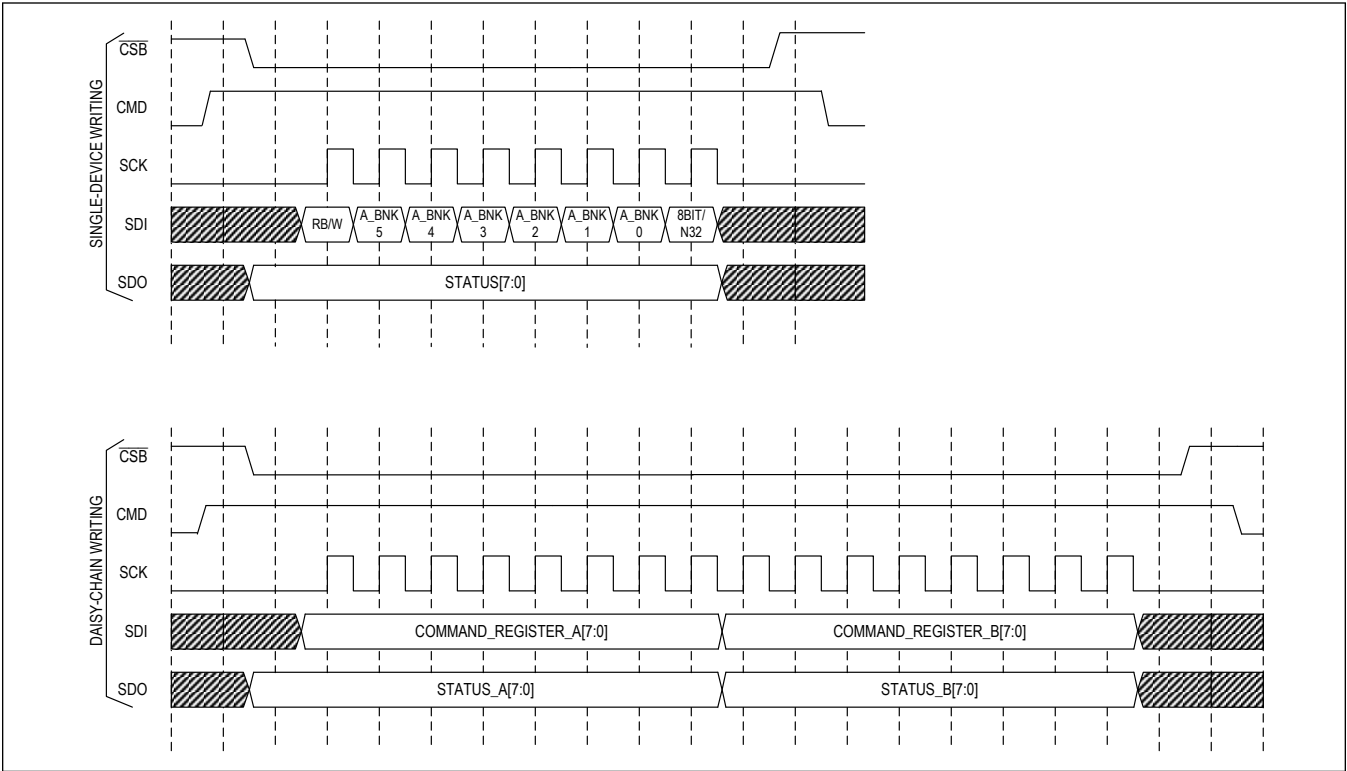 SINGLE-DEVICE WRITING
CSB
CMD
SCK
SDI
RB/W
A_BNK
5
A_BNK
4
A_BNK
3
A_BNK
2
A_BNK
1
A_BNK
0
8BIT/
N32
SDO
STATUS[7:0]
DAISY-CHAIN WRITING
CSB
CMD
SCK
SDI
COMMAND_REGISTER_A[7:0]
COMMAND_REGISTER_B[7:0]
SDO
STATUS_A[7:0]
STATUS_B[7:0]